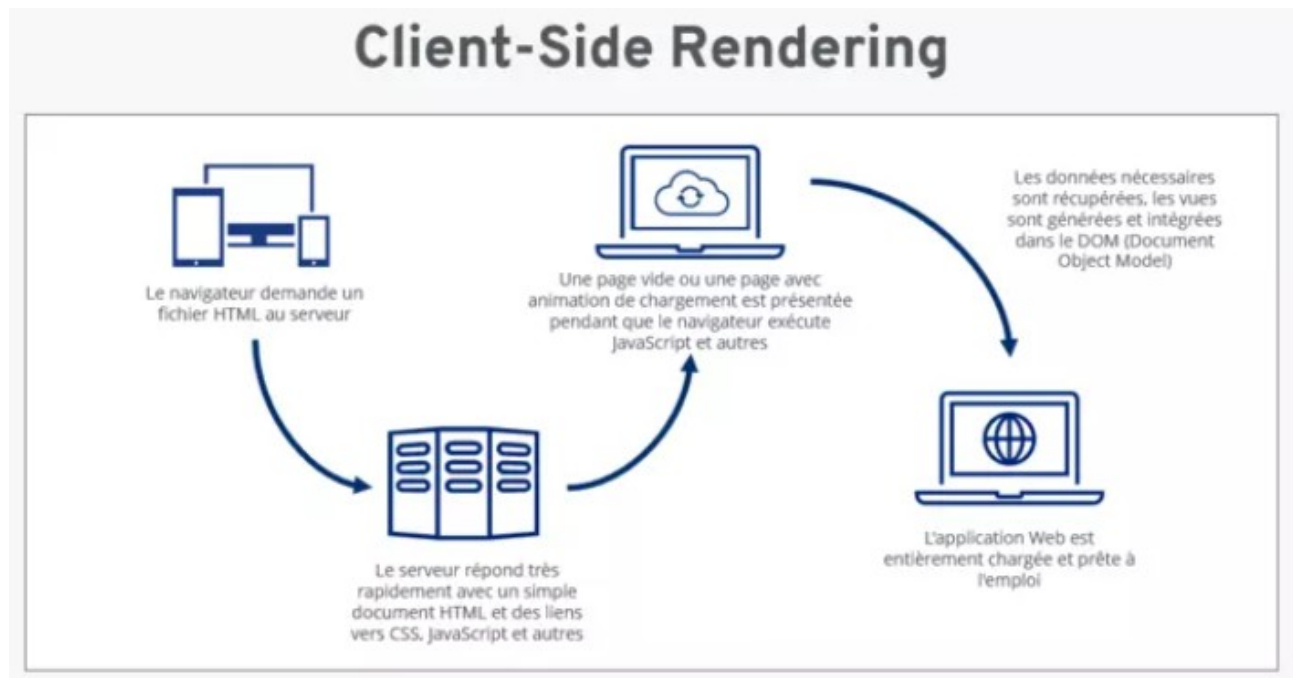 Client-Side Rendering
Le navigateur demande un
fichier HTML au serveur
Le serveur répond très
rapidement avec un simple
document HTML et des liens
vers CSS, JavaScript et autres
Une page vide ou une page avec
animation de chargement est présentée
pendant que le navigateur exécute
JavaScript et autres
Les données nécessaires
sont récupérées, les vues
sont générées et intégrées
dans le DOM (Document
Object Model)
L'application Web est
entièrement chargée et prête à
l'emploi